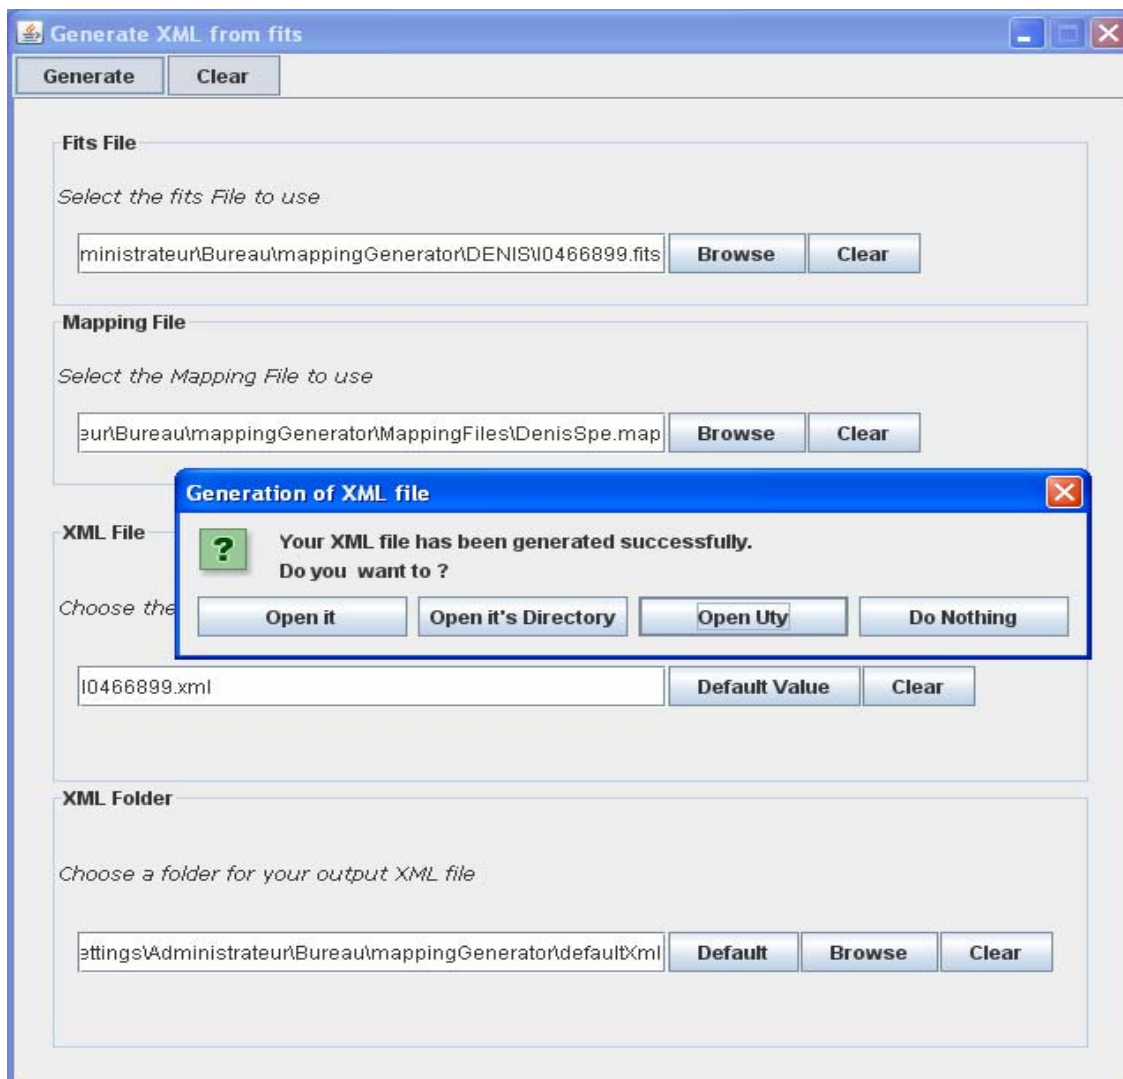 Generate XML from fits
Generate Clear
Fits File
Select the fits File to use
ministrateur\Bureau\mappingGenerator\DENIS\I0466899.fits Browse Clear
Mapping File
Select the Mapping File to use
eur\Bureau\mappingGenerator\MappingFiles\DenisSpe.map Browse Clear
Generation of XML file
XML File
?
Your XML file has been generated successfully.
Do you want to ?
Choose the
Open it Open it's Directory Open Uty Do Nothing
I0466899.xml Default Value Clear
XML Folder
Choose a folder for your output XML file
ettings\Administrateur\Bureau\mappingGenerator\defaultXml Default Browse Clear